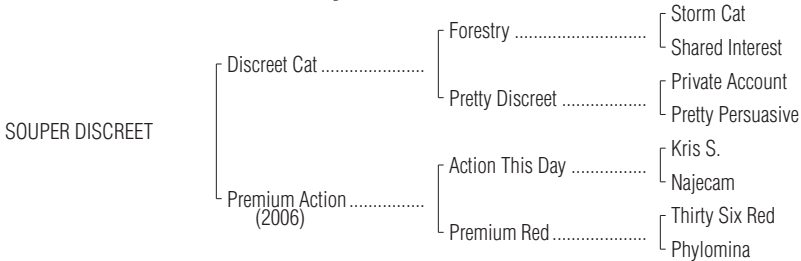 Storm Cat
Forestry ............................
Shared Interest
Discreet Cat ......................
Private Account
Pretty Discreet ..................
Pretty Persuasive
SOUPER DISCREET
Kris S.
Action This Day ................
Najecam
Premium Action ................
(2006)
Thirty Six Red
Premium Red ....................
Phylomina